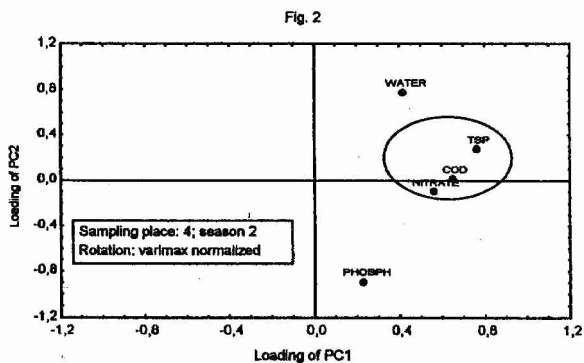 Fig. 2
1,2
0,8
0,4
0,0
-0,4
-0,8
-1,2
Loading of PC2
WATER
TSP
COD
NITRATE
PHOSPH
Sampling place: 4; season 2
Rotation: varimax normalized
-1,2 -0,8 -0,4 0,0 0,4 0,8 1,2
Loading of PC1